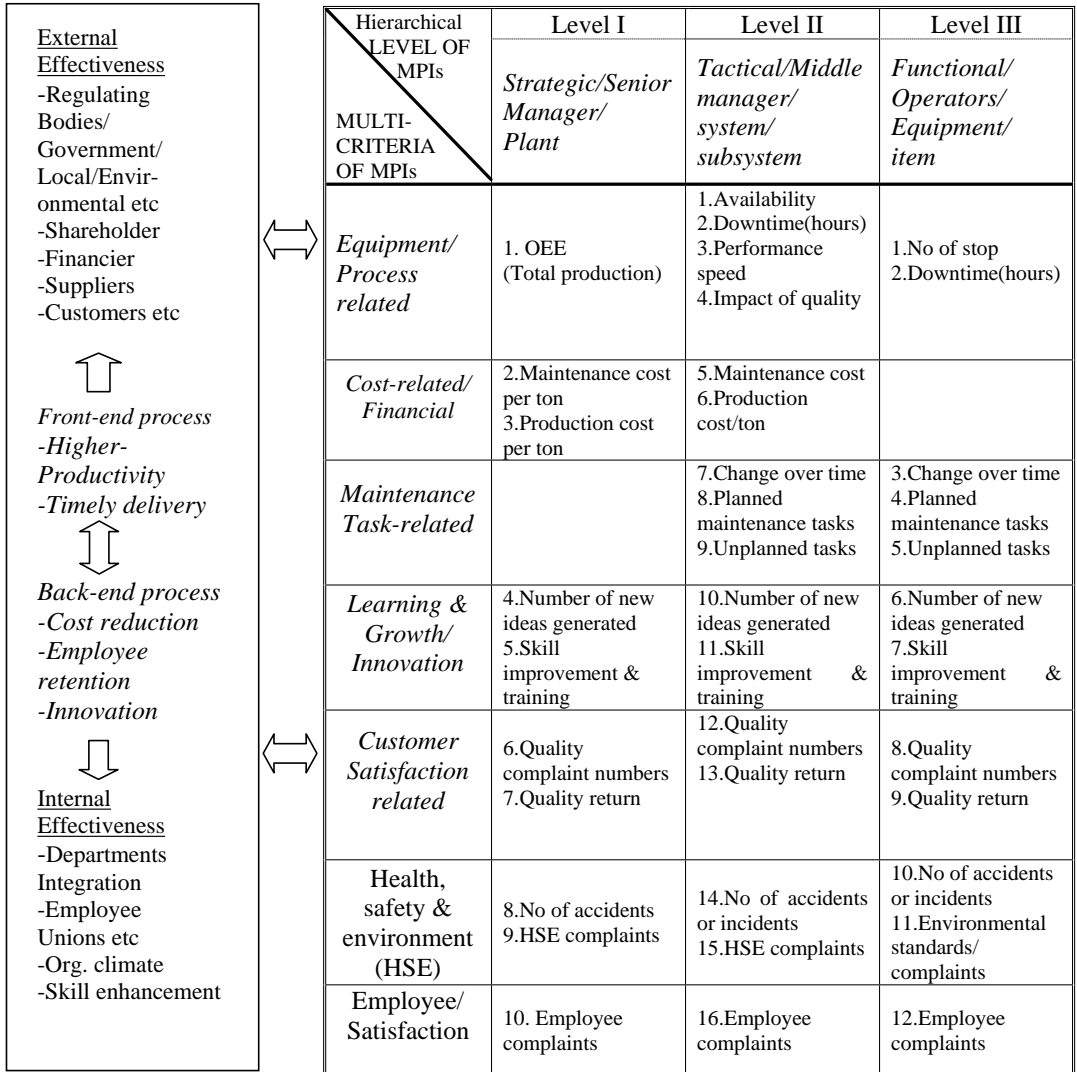 External
Effectiveness
-Regulating
Bodies/
Government/
Local/Envir-
onmental etc
-Shareholder
-Financier
-Suppliers
-Customers etc
Front-end process
-Higher-
Productivity
-Timely delivery
Back-end process
-Cost reduction
-Employee
retention
-Innovation
Internal
Effectiveness
-Departments
Integration
-Employee
Unions etc
-Org. climate
-Skill enhancement
Hierarchical
LEVEL OF
MPIs
MULTI-
CRITERIA
OF MPIs
Level I
Level II
Level III
Strategic/Senior
Manager/
Plant
Tactical/Middle
manager/
system/
subsystem
Functional/
Operators/
Equipment/
item
Equipment/
Process
related
1. OEE
(Total production)
1.Availability
2.Downtime(hours)
3.Performance
speed
4.Impact of quality
1.No of stop
2.Downtime(hours)
Cost-related/
Financial
2.Maintenance cost
per ton
3.Production cost
per ton
5.Maintenance cost
6.Production
cost/ton
Maintenance
Task-related
7.Change over time
8.Planned
maintenance tasks
9.Unplanned tasks
3.Change over time
4.Planned
maintenance tasks
5.Unplanned tasks
Learning &
Growth/
Innovation
4.Number of new
ideas generated
5.Skill
improvement &
training
10.Number of new
ideas generated
11.Skill
improvement &
training
6.Number of new
ideas generated
7.Skill
improvement &
training
Customer
Satisfaction
related
6.Quality
complaint numbers
7.Quality return
12.Quality
complaint numbers
13.Quality return
8.Quality
complaint numbers
9.Quality return
Health,
safety &
environment
(HSE)
8.No of accidents
9.HSE complaints
14.No of accidents
or incidents
15.HSE complaints
10.No of accidents
or incidents
11.Environmental
standards/
complaints
Employee/
Satisfaction
10. Employee
complaints
16.Employee
complaints
12.Employee
complaints